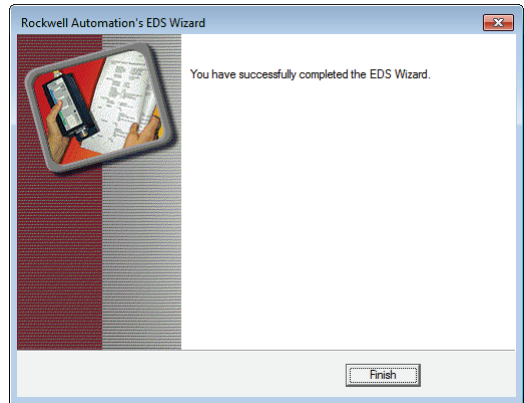 Rockwell Automation's EDS Wizard
You have successfully completed the EDS Wizard.
Finish